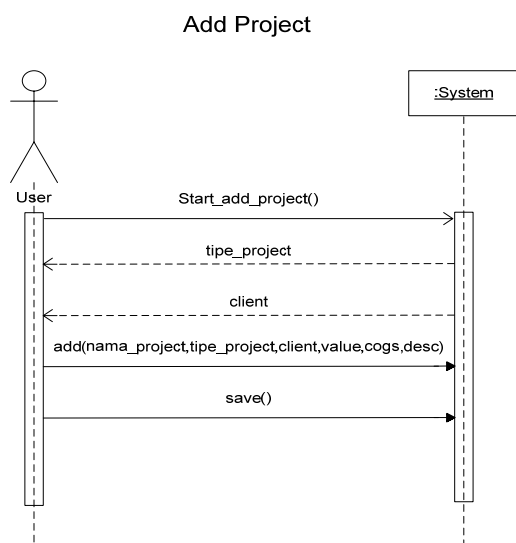 Add Project
:System
User
Start_add_project()
tipe_project
client
add(nama_project,tipe_project,client,value,cogs,desc)
save()